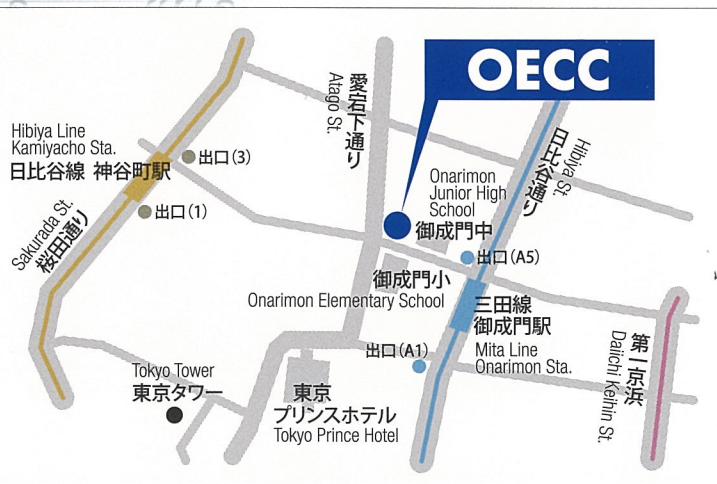 OECC
愛宕下通り
Atago St.
Hibiya St.
日比谷通り
Hibiya Line
Kamiyacho Sta.
日比谷線 神谷町駅
出口(3)
出口(1)
Sakurada St.
桜田通り
Onarimon
Junior High
School
御成門中
出口(A5)
御成門小
Onarimon Elementary School
三田線
御成門駅
Mita Line
Onarimon Sta.
出口(A1)
第一京浜
Daiichi Keihin St.
Tokyo Tower
東京タワー
東京
プリンスホテル
Tokyo Prince Hotel